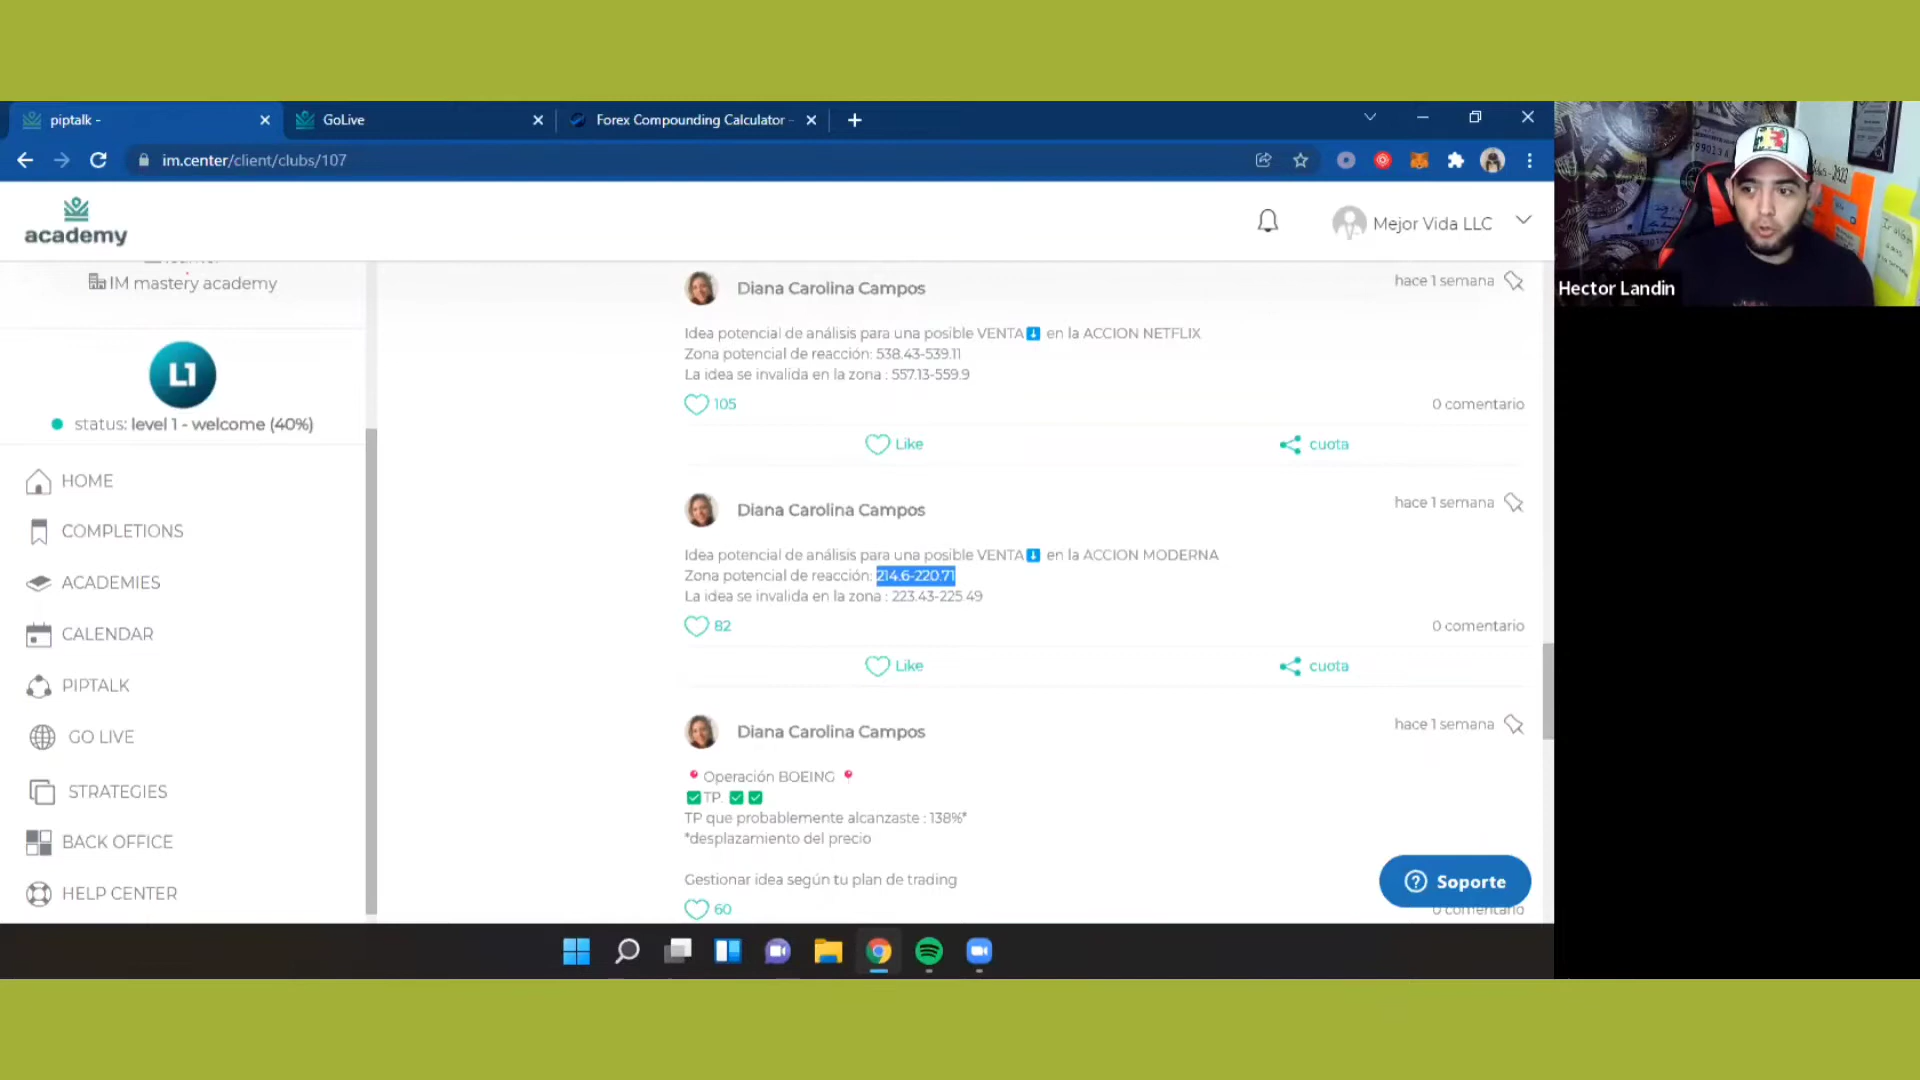 piptalk -
GoLive
Forex Compounding Calculator -
im.center/client/clubs/107
academy
Mejor Vida LLC
IM mastery academy
status: level 1 - welcome (40%)
HOME
COMPLETIONS
ACADEMIES
CALENDAR
PIPTALK
GO LIVE
STRATEGIES
BACK OFFICE
HELP CENTER
Diana Carolina Campos
hace 1 semana
Idea potencial de análisis para una posible VENTA⬇ en la ACCION NETFLIX
Zona potencial de reacción: 538.43-539.11
La idea se invalida en la zona : 557.13-559.9
105
0 comentario
Like
cuota
Diana Carolina Campos
hace 1 semana
Idea potencial de análisis para una posible VENTA⬇ en la ACCION MODERNA
Zona potencial de reacción: 214.6-220.71
La idea se invalida en la zona : 223.43-225.49
82
0 comentario
Like
cuota
Diana Carolina Campos
hace 1 semana
📍 Operación BOEING 📍
✅TP. ✅ ✅
TP que probablemente alcanzaste : 138%*
*desplazamiento del precio
Gestionar idea según tu plan de trading
60
0 comentario
Soporte
Hector Landin